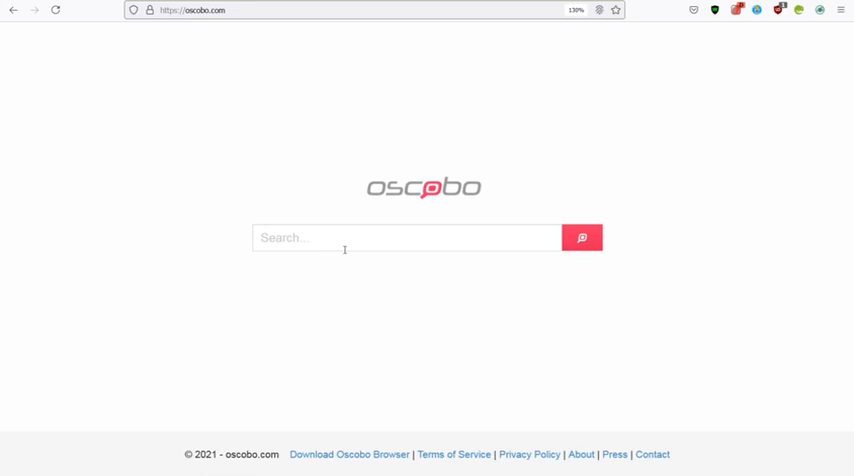 https://oscobo.com
130%
oscobo
Search...
© 2021 - oscobo.com Download Oscobo Browser | Terms of Service | Privacy Policy | About | Press | Contact